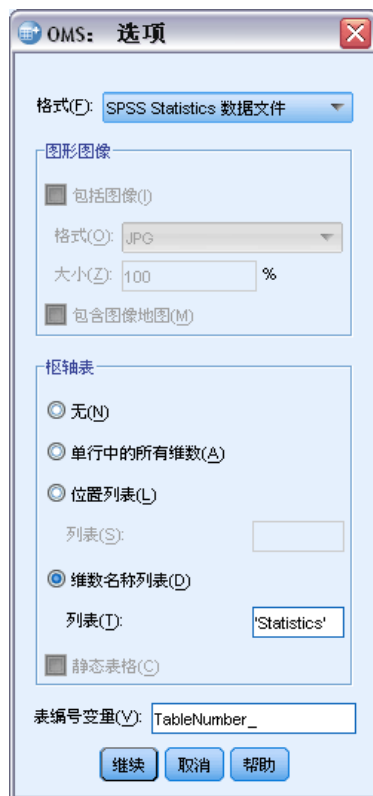 OMS: 选项
格式(F): SPSS Statistics 数据文件
图形图像
包括图像(I)
格式(O): JPG
大小(Z): 100 %
包含图像地图(M)
枢轴表
无(N)
单行中的所有维数(A)
位置列表(L)
列表(S):
维数名称列表(D)
列表(T): 'Statistics'
静态表格(C)
表编号变量(V): TableNumber_
继续 取消 帮助